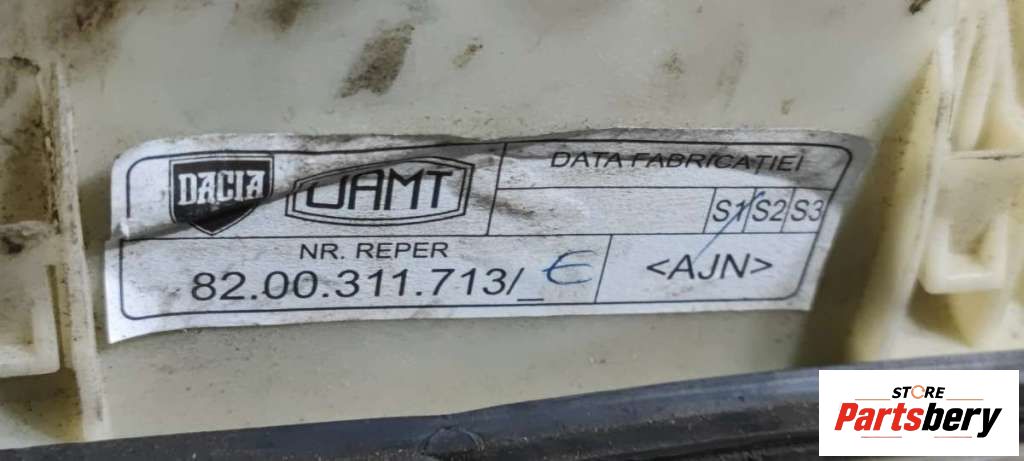 DACIA UAMT DATA FABRICAȚIEI
S1 S2 S3
NR. REPER
82.00.311.713/_E <AJN>
STORE
Partsbery